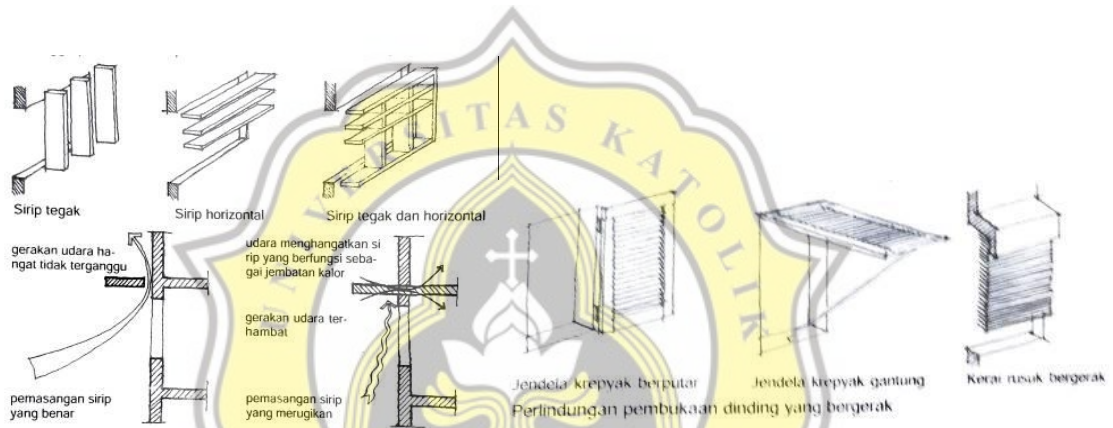 Sirip tegak
Sirip horizontal
Sirip tegak dan horizontal
gerakan udara ha-
ngat tidak terganggu
pemasangan sirip
yang benar
udara menghangatkan si
rip yang berfungsi seba-
gai jembatan kalor
gerakan udara ter-
hambat
pemasangan sirip
yang merugikan
Jendela krepyak berputar
Jendela krepyak gantung
Kerai rusuk bergerak
Perlindungan pembukaan dinding yang bergerak
UNIVERSITAS KATOLIK